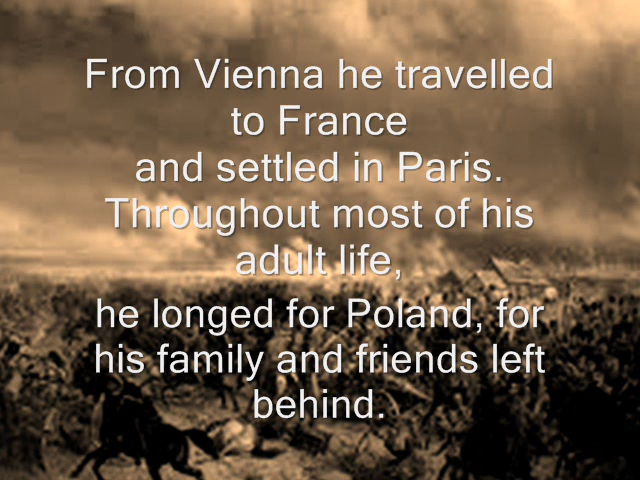 From Vienna he travelled
to France
and settled in Paris.
Throughout most of his
adult life,
he longed for Poland, for
his family and friends left
behind.